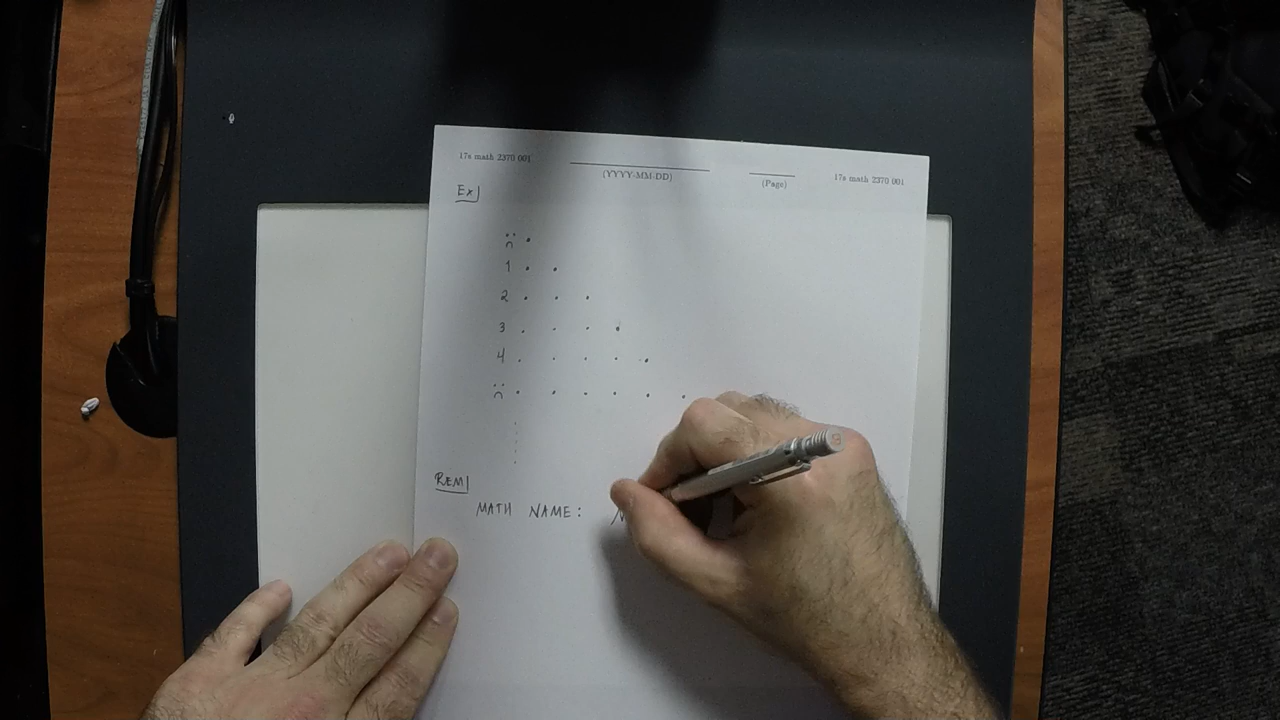 17s math 2370 001
(YYYY-MM-DD)
(Page)
17s math 2370 001
Ex
1
2
3
4
REM
MATH NAME: